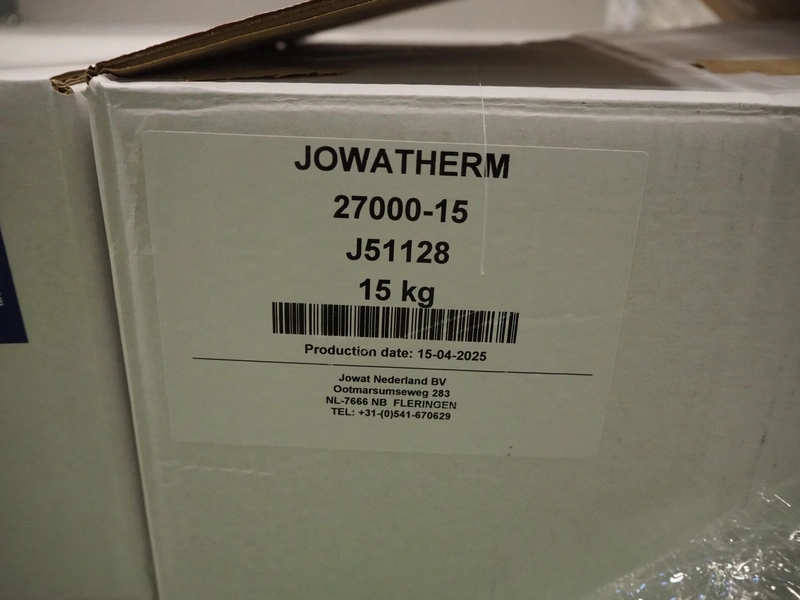 JOWATHERM
27000-15
J51128
15 kg
Production date: 15-04-2025
Jowat Nederland BV
Ootmarsumseweg 283
NL-7666 NB FLERINGEN
TEL: +31-(0)541-670629